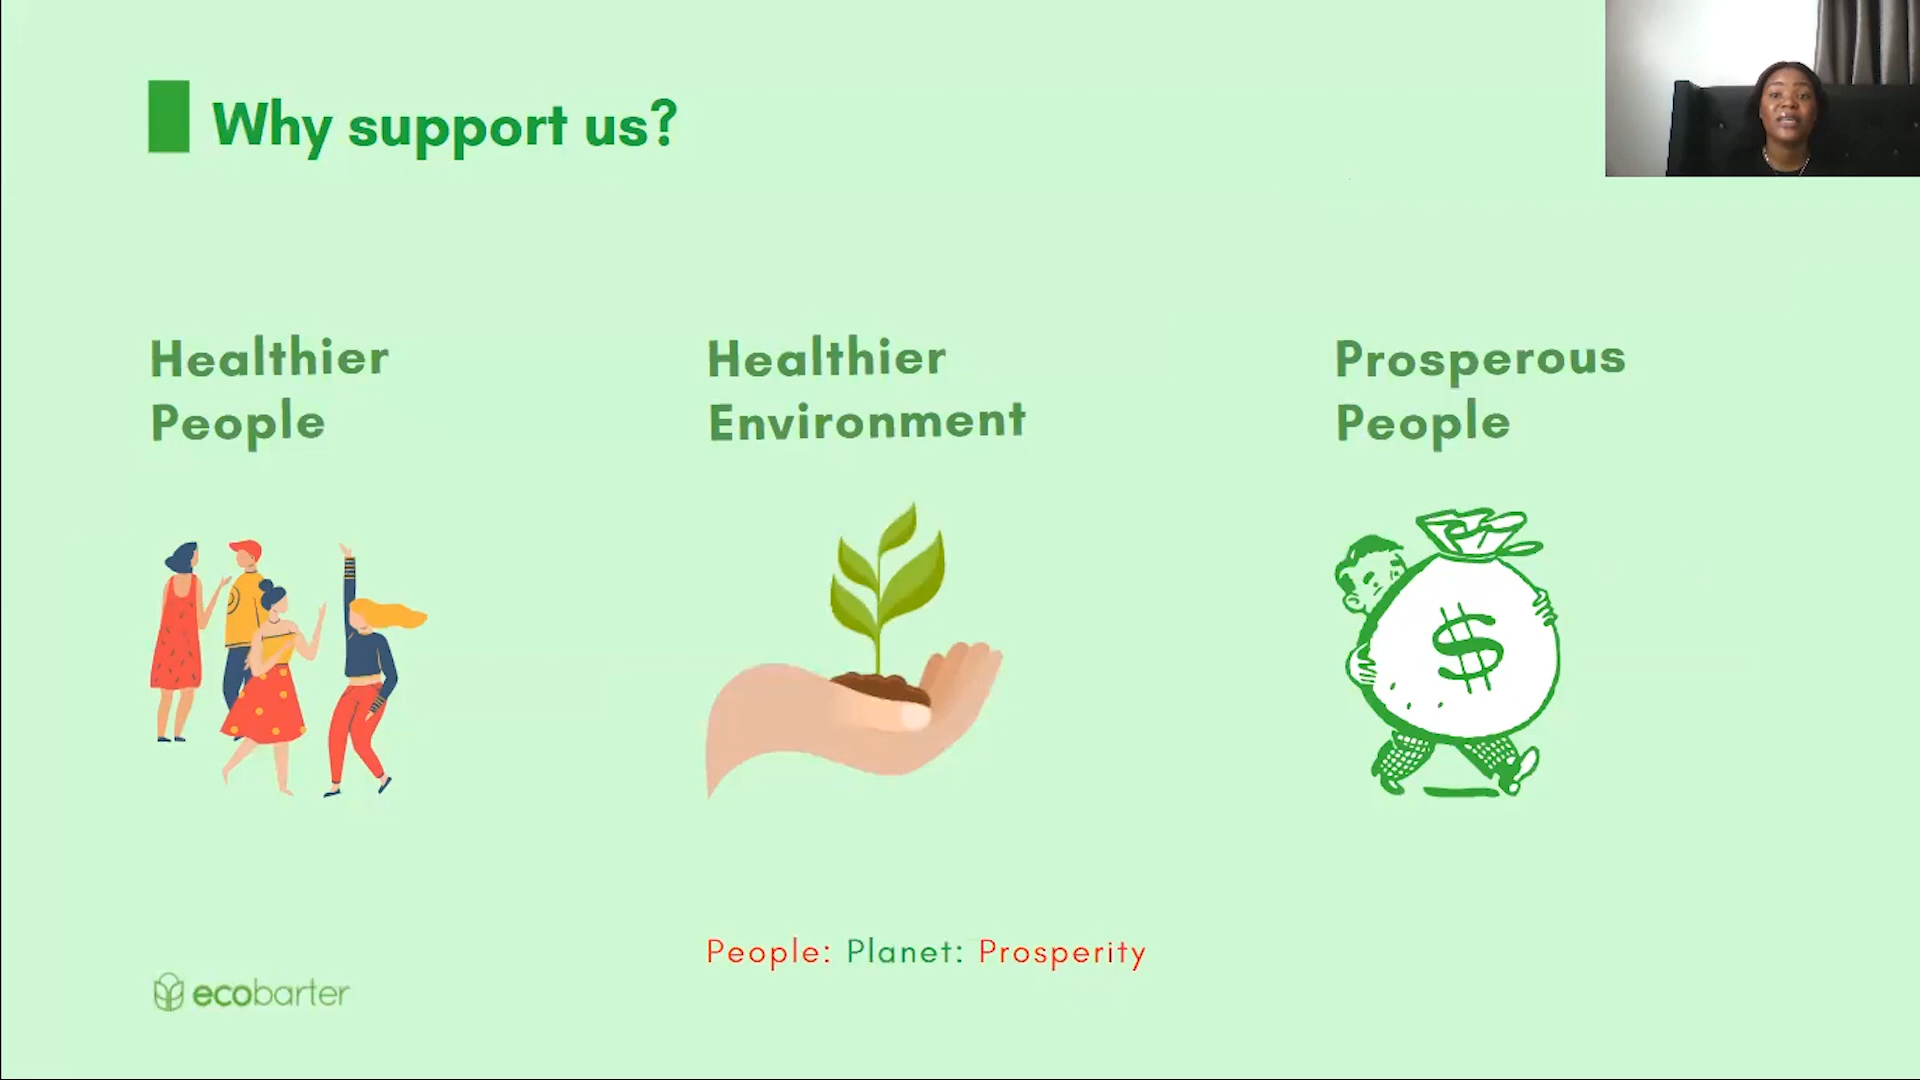 Why support us?
Healthier
People
Healthier
Environment
Prosperous
People
$
People: Planet: Prosperity
ecobarter